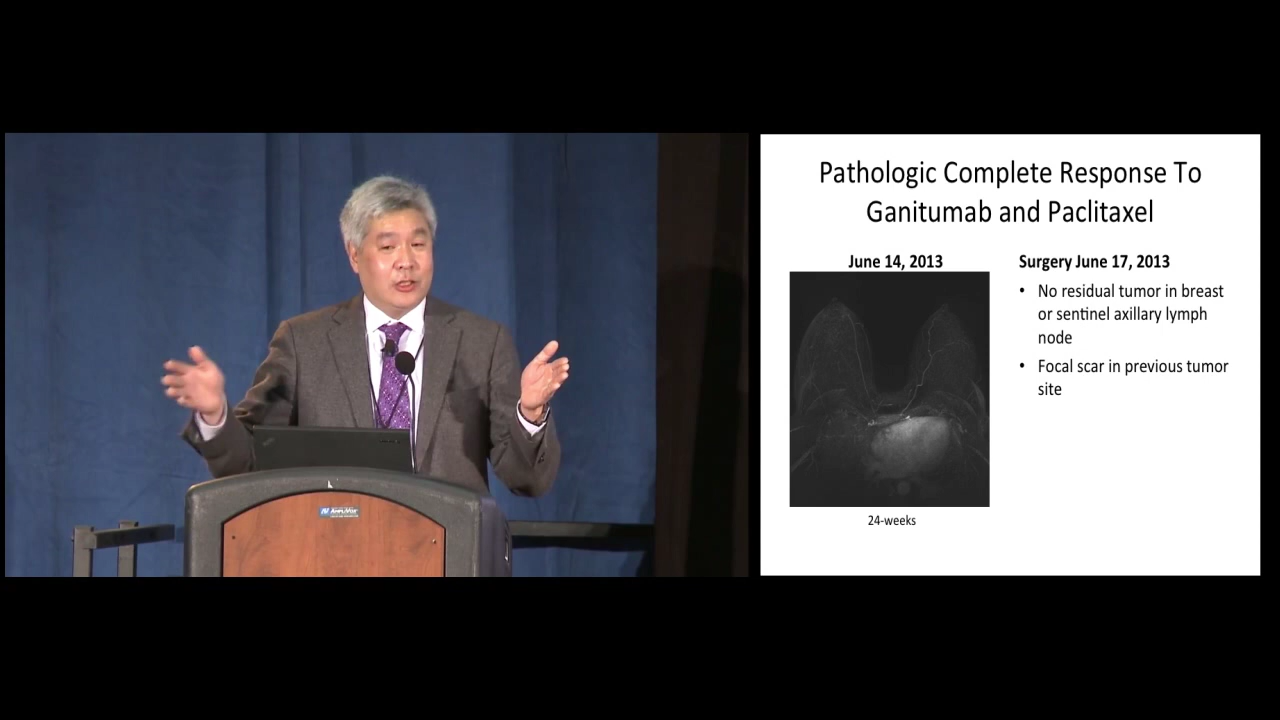 Pathologic Complete Response To
Ganitumab and Paclitaxel
June 14, 2013
24-weeks
Surgery June 17, 2013
• No residual tumor in breast
or sentinel axillary lymph
node
• Focal scar in previous tumor
site